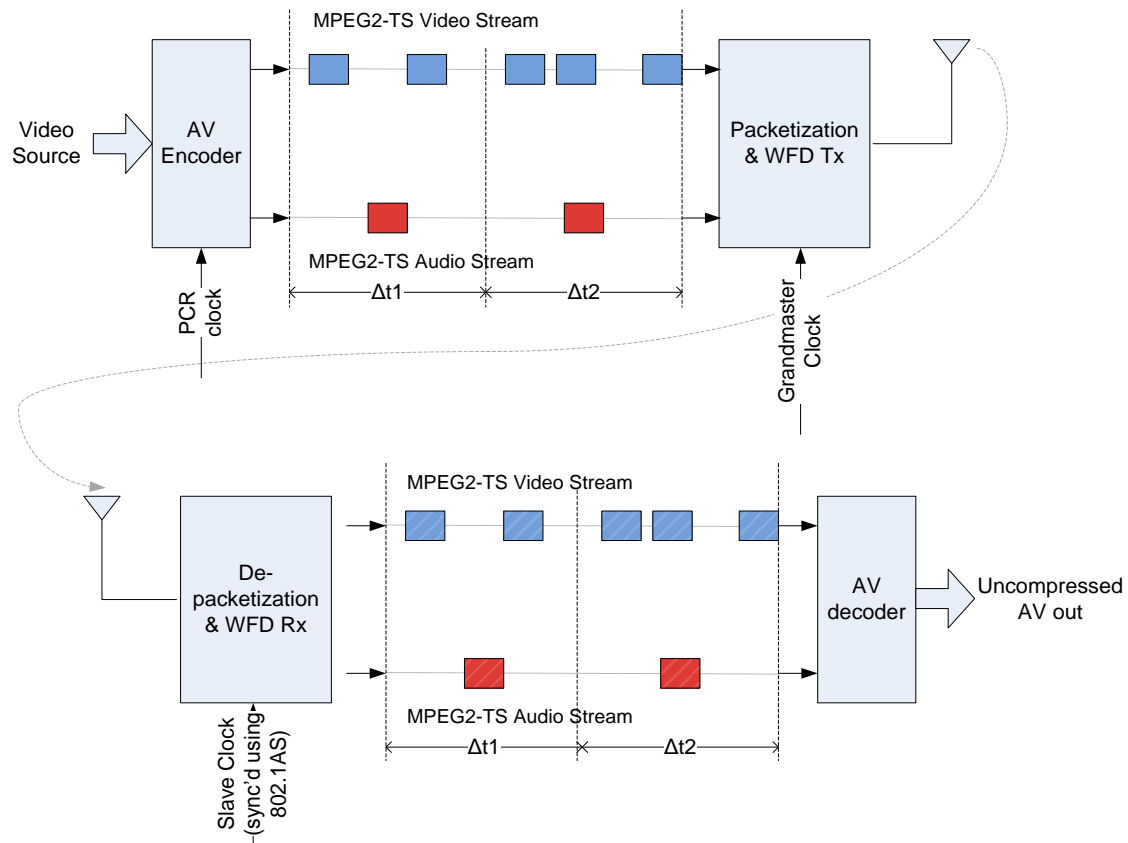 MPEG2-TS Video Stream
Video
Source
AV
Encoder
Packetization
& WFD Tx
MPEG2-TS Audio Stream
Δt1
Δt2
PCR
clock
Grandmaster
Clock
MPEG2-TS Video Stream
De-
packetization
& WFD Rx
AV
decoder
Uncompressed
AV out
MPEG2-TS Audio Stream
Δt1
Δt2
Slave Clock
(sync'd using
802.1AS)